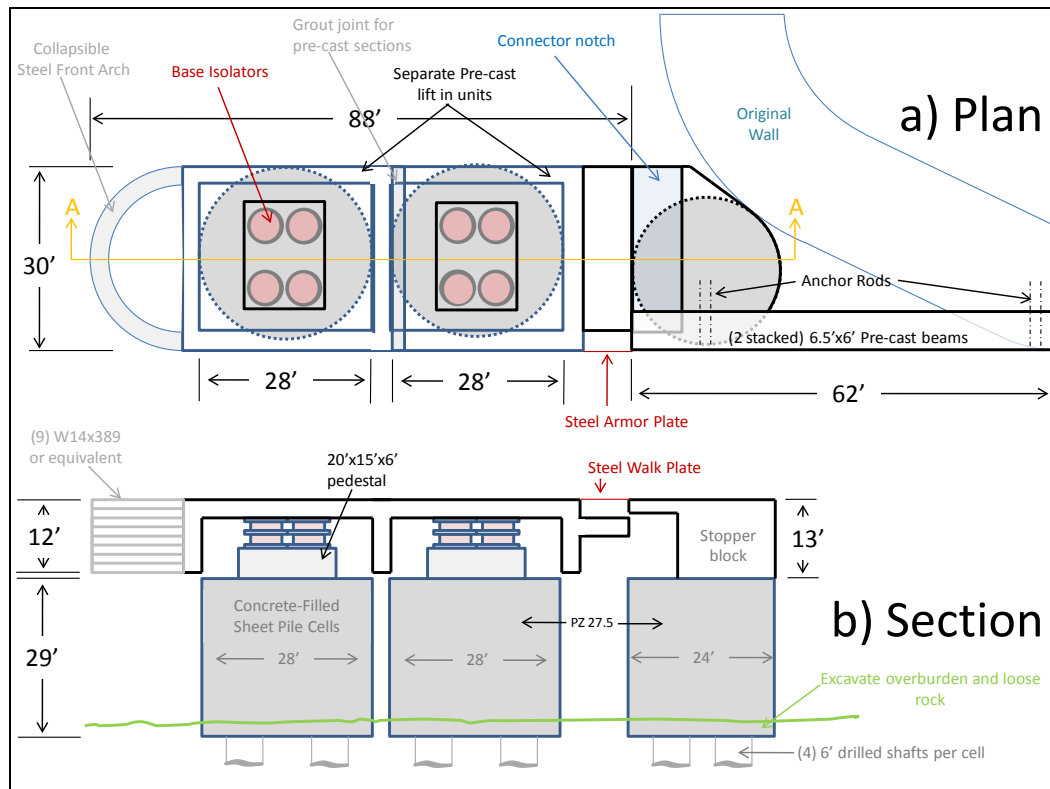 Collapsible
Steel Front Arch
Grout joint for
pre-cast sections
Connector notch
Base Isolators
Separate Pre-cast
lift in units
Original
Wall
a) Plan
88’
A
A
30’
Anchor Rods
(2 stacked) 6.5’x6’ Pre-cast beams
28’
28’
62’
Steel Armor Plate
(9) W14x389
or equivalent
20’x15’x6’
pedestal
Steel Walk Plate
12’
Stopper
block
13’
Concrete-Filled
Sheet Pile Cells
PZ 27.5
b) Section
29’
28’
28’
24’
Excavate overburden and loose
rock
(4) 6’ drilled shafts per cell